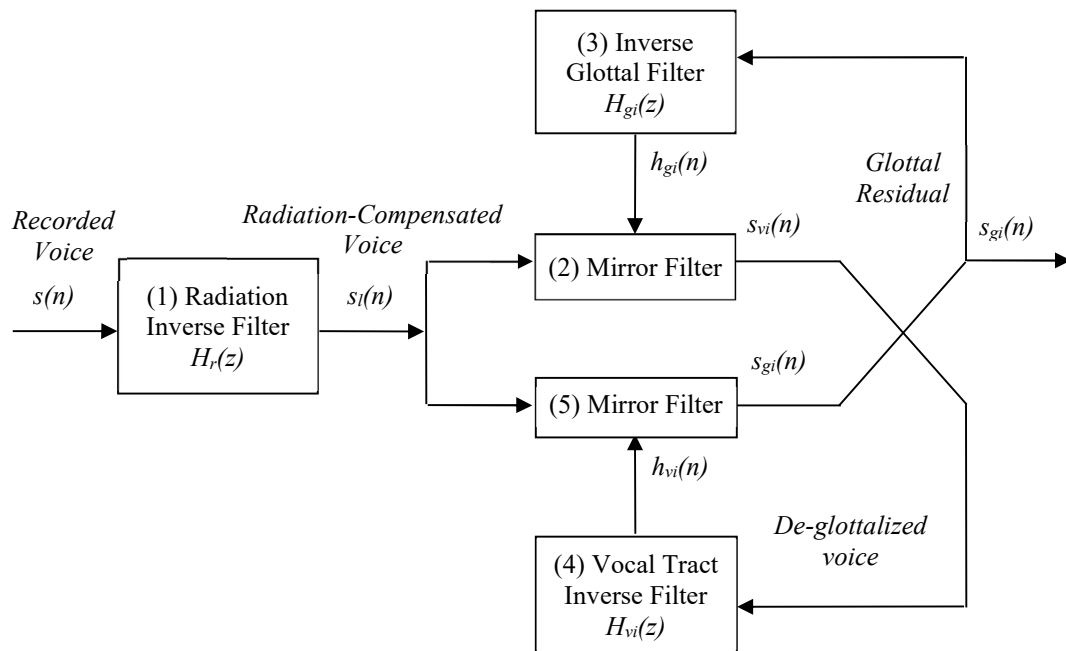 (3) Inverse
Glottal Filter
Hgi(z)
hgi(n)
Glottal
Residual
Recorded
Voice
s(n)
Radiation-Compensated
Voice
sl(n)
svi(n)
sgi(n)
(1) Radiation
Inverse Filter
Hr(z)
(2) Mirror Filter
sgi(n)
(5) Mirror Filter
hvi(n)
De-glottalized
voice
(4) Vocal Tract
Inverse Filter
Hvi(z)